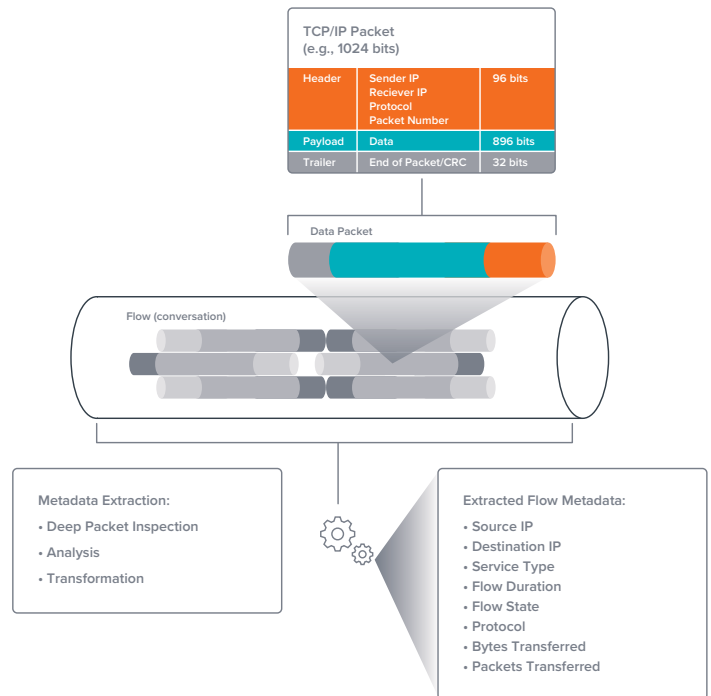 TCP/IP Packet
(e.g., 1024 bits)
Header Sender IP 96 bits
Reciever IP
Protocol
Packet Number
Payload Data 896 bits
Trailer End of Packet/CRC 32 bits
Data Packet
Flow (conversation)
Metadata Extraction:
• Deep Packet Inspection
• Analysis
• Transformation
Extracted Flow Metadata:
• Source IP
• Destination IP
• Service Type
• Flow Duration
• Flow State
• Protocol
• Bytes Transferred
• Packets Transferred